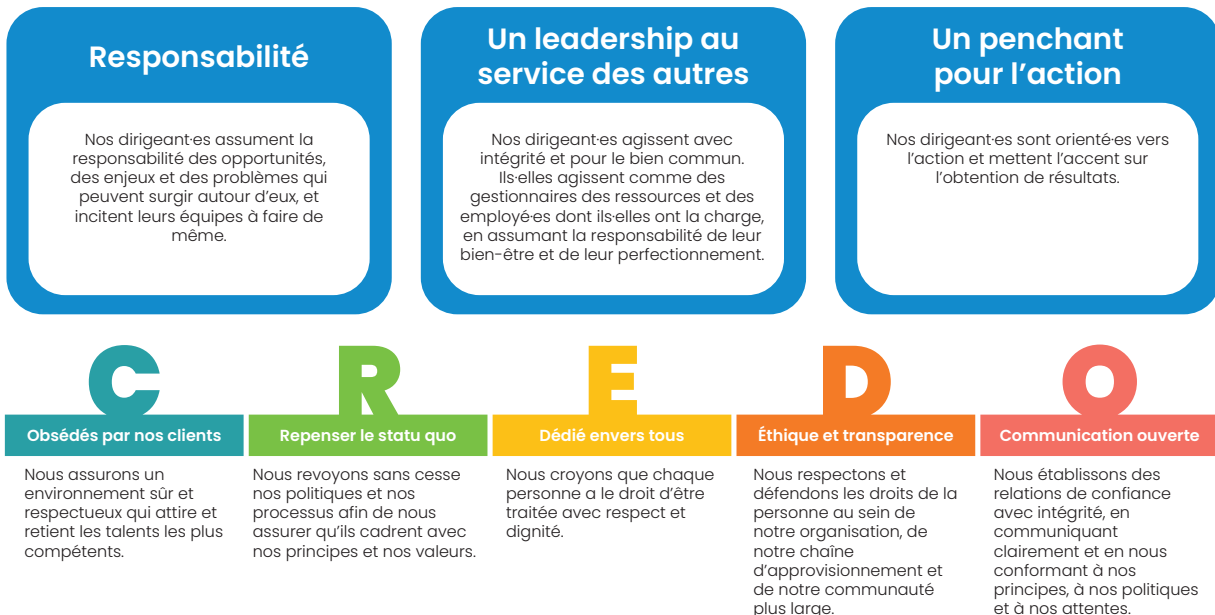 Responsabilité
Nos dirigeant·es assument la
responsabilité des opportunités,
des enjeux et des problèmes qui
peuvent surgir autour d’eux, et
incitent leurs équipes à faire de
même.
Un leadership au
service des autres
Nos dirigeant·es agissent avec
intégrité et pour le bien commun.
Ils·elles agissent comme des
gestionnaires des ressources et des
employé·es dont ils·elles ont la charge,
en assumant la responsabilité de leur
bien-être et de leur perfectionnement.
Un penchant
pour l’action
Nos dirigeant·es sont orienté·es vers
l’action et mettent l’accent sur
l’obtention de résultats.
C
Obsédés par nos clients
Nous assurons un
environnement sûr et
respectueux qui attire et
retient les talents les plus
compétents.
R
Repenser le statu quo
Nous revoyons sans cesse
nos politiques et nos
processus afin de nous
assurer qu’ils cadrent avec
nos principes et nos valeurs.
E
Dédié envers tous
Nous croyons que chaque
personne a le droit d’être
traitée avec respect et
dignité.
D
Éthique et transparence
Nous respectons et
défendons les droits de la
personne au sein de
notre organisation, de
notre chaîne
d’approvisionnement et
de notre communauté
plus large.
O
Communication ouverte
Nous établissons des
relations de confiance
avec intégrité, en
communiquant
clairement et en nous
conformant à nos
principes, à nos politiques
et à nos attentes.